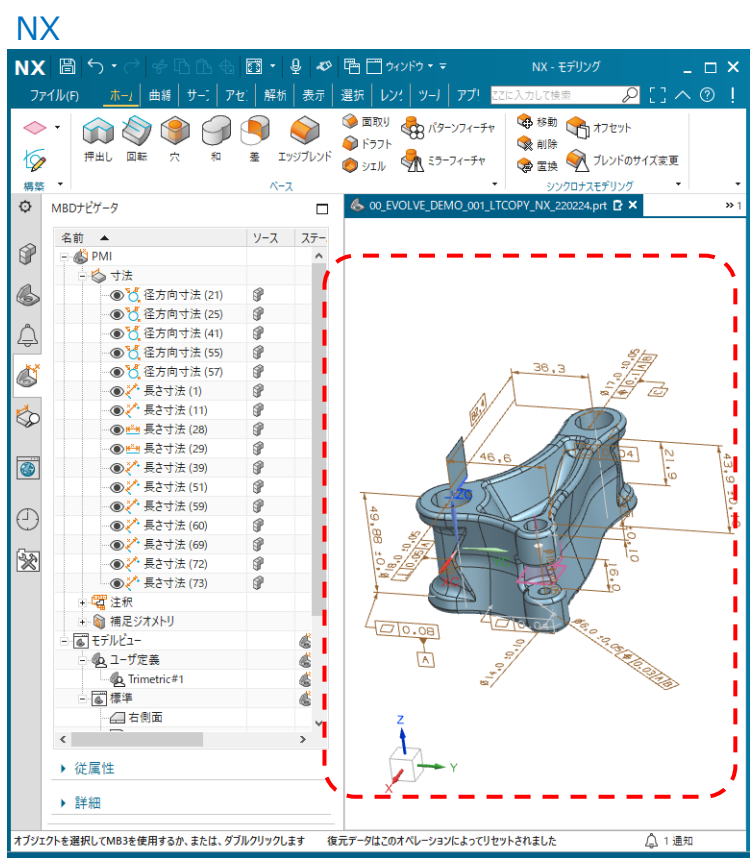 NX
NX ウィンドウ NX - モデリング
ファイル(F) ホーム 曲線 アセ 解析 表示 選択 ツール アプ ここに入力して検索
押出し 回転 穴 和 差 エッジブレンド
面取り パターンフィーチャ
ドラフト
シェル ミラーフィーチャ
移動 オフセット
削除
置換 ブレンドのサイズ変更
構築 ベース シンクロナスモデリング
MBDナビゲータ
00_EVOLVE_DEMO_001_LTCOPY_NX_220224.prt
1
名前 ソース ステー
PMI
寸法
径方向寸法 (21)
径方向寸法 (25)
径方向寸法 (41)
径方向寸法 (55)
径方向寸法 (57)
長さ寸法 (1)
長さ寸法 (11)
長さ寸法 (28)
長さ寸法 (29)
長さ寸法 (39)
長さ寸法 (51)
長さ寸法 (59)
長さ寸法 (60)
長さ寸法 (69)
長さ寸法 (72)
長さ寸法 (73)
注釈
補足ジオメトリ
モデルビュー
ユーザ定義
Trimetric#1
標準
右側面
従属性
詳細
36.3
46.6
21.9
16.0
0.08
A
Z
Y
X
オブジェクトを選択してMB3を使用するか、または、ダブルクリックします 復元データはこのオペレーションによってリセットされました 1 通知